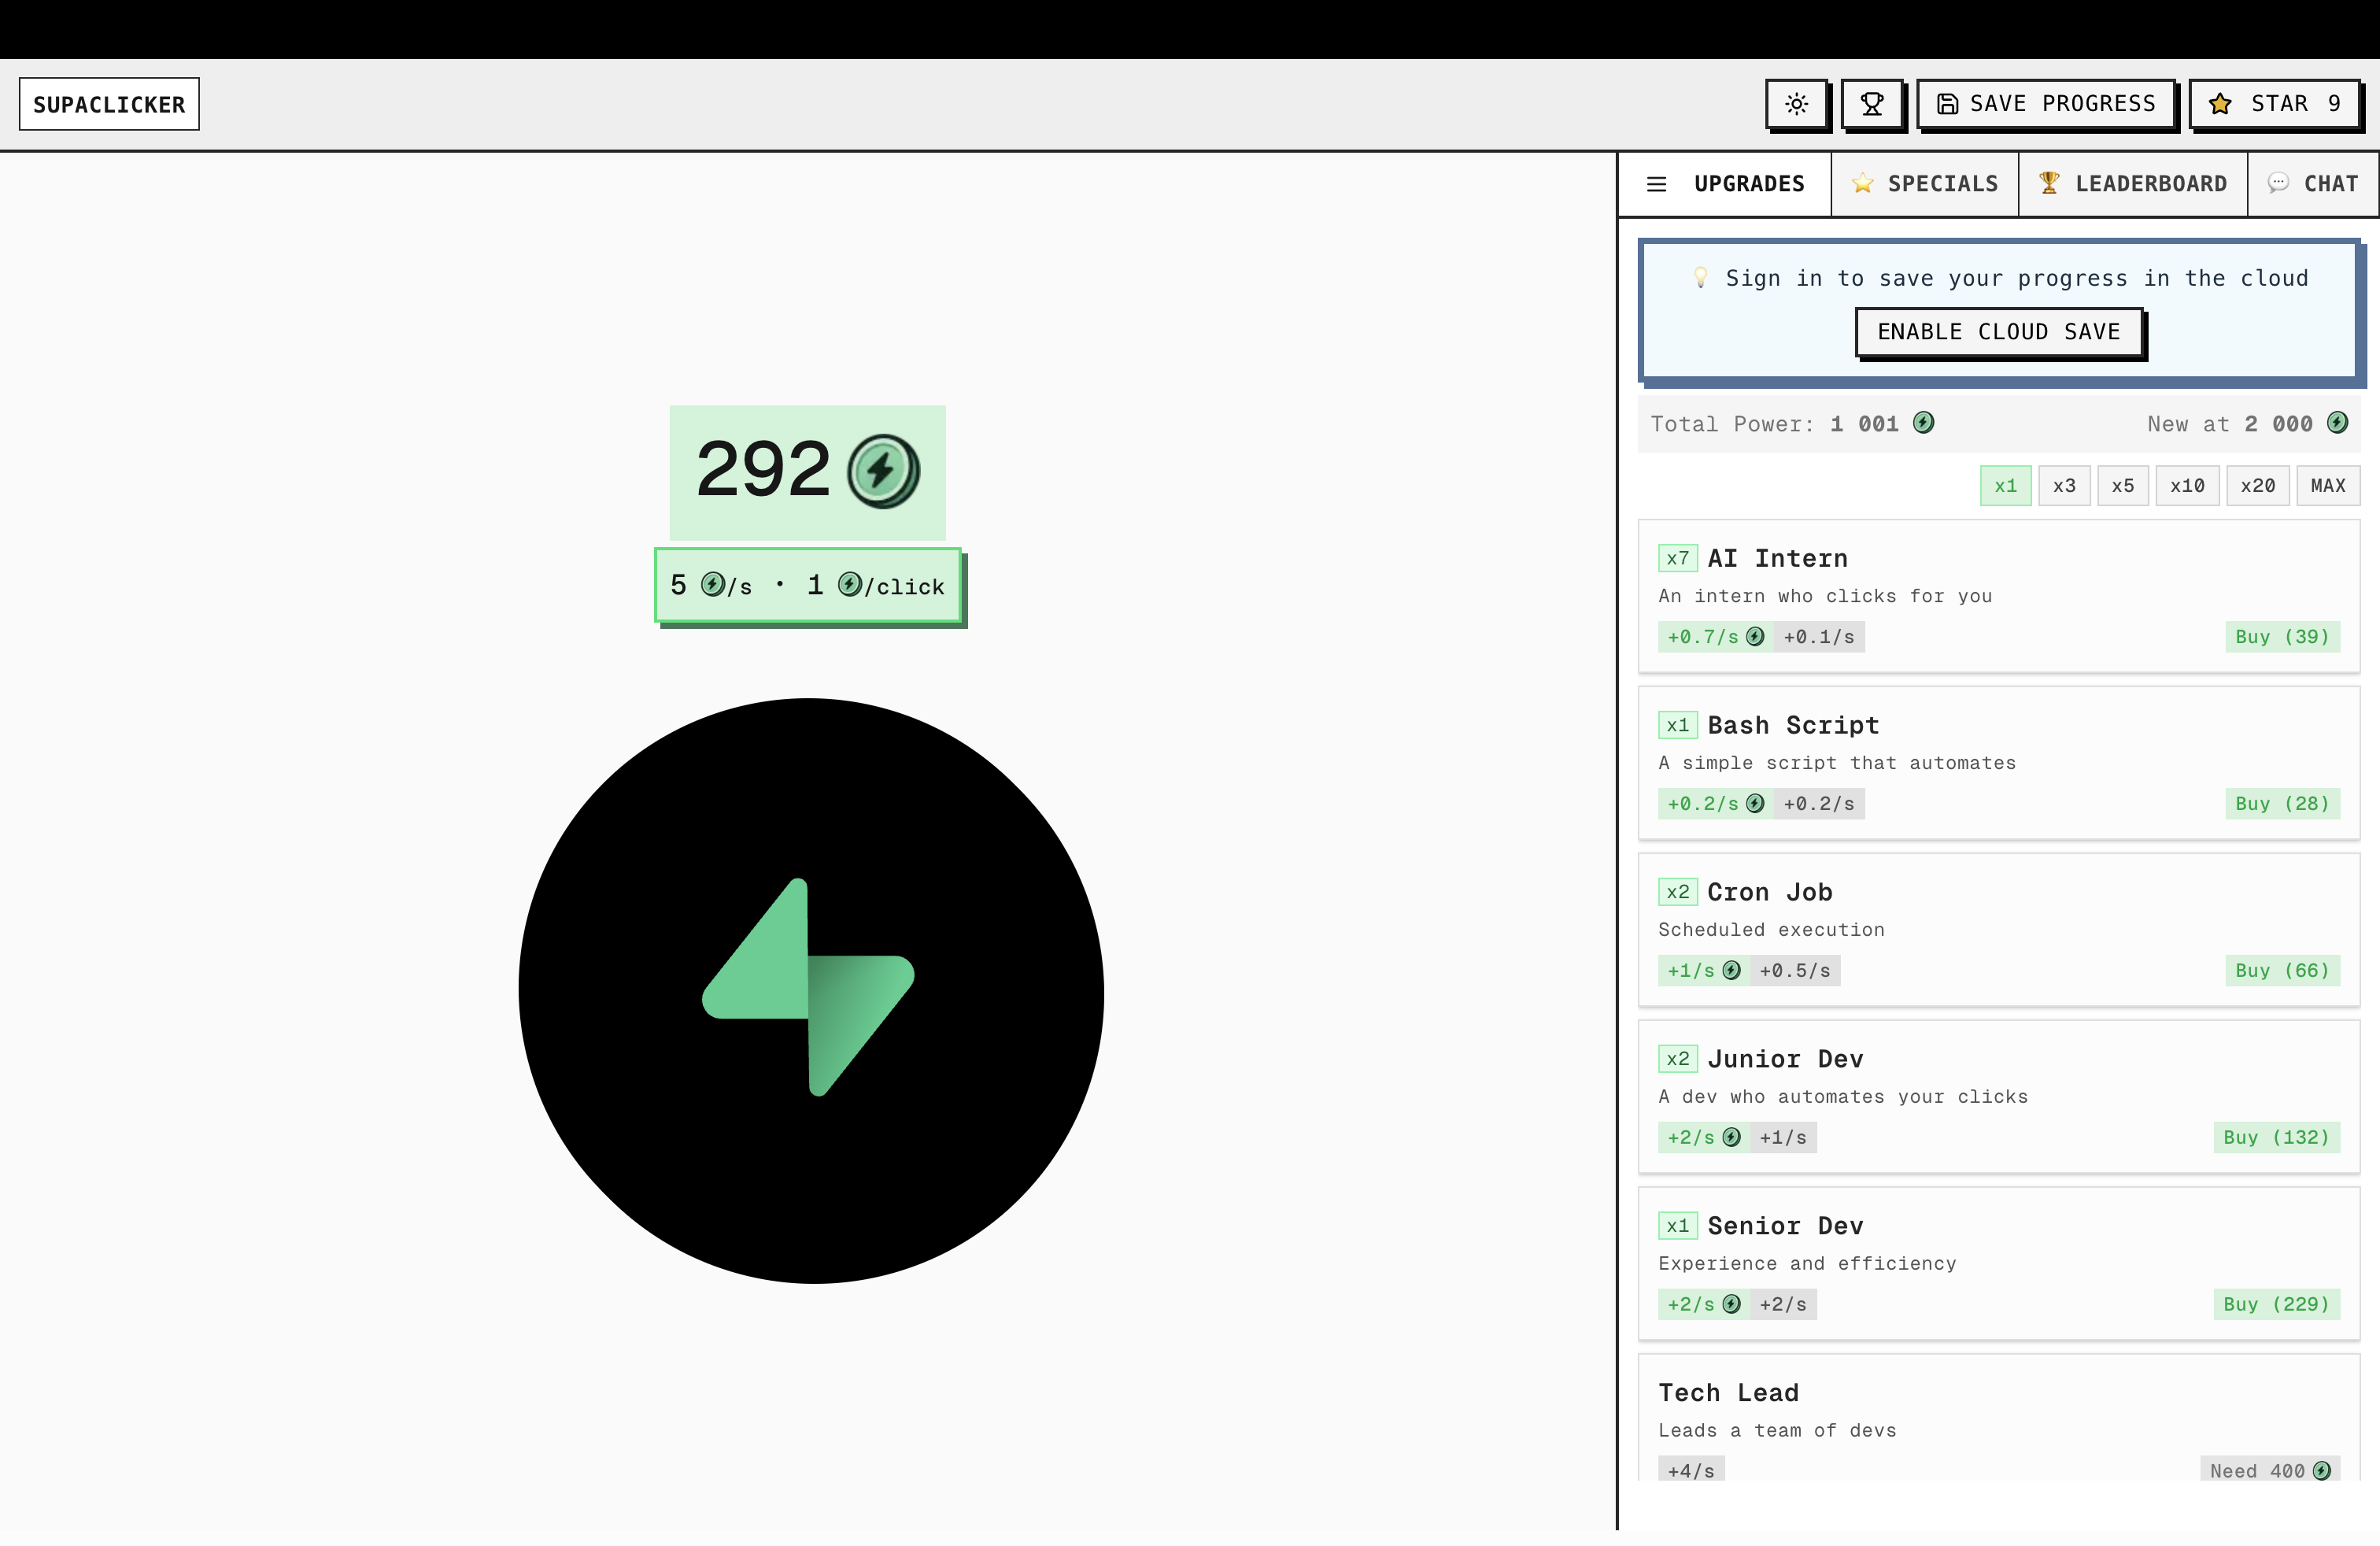 SUPACLICKER
SAVE PROGRESS
STAR 9
UPGRADES
SPECIALS
LEADERBOARD
CHAT
292
5 /s · 1 /click
Sign in to save your progress in the cloud
ENABLE CLOUD SAVE
Total Power: 1 001
New at 2 000
x1 x3 x5 x10 x20 MAX
x7 AI Intern
An intern who clicks for you
+0.7/s +0.1/s Buy (39)
x1 Bash Script
A simple script that automates
+0.2/s +0.2/s Buy (28)
x2 Cron Job
Scheduled execution
+1/s +0.5/s Buy (66)
x2 Junior Dev
A dev who automates your clicks
+2/s +1/s Buy (132)
x1 Senior Dev
Experience and efficiency
+2/s +2/s Buy (229)
Tech Lead
Leads a team of devs
+4/s Need 400